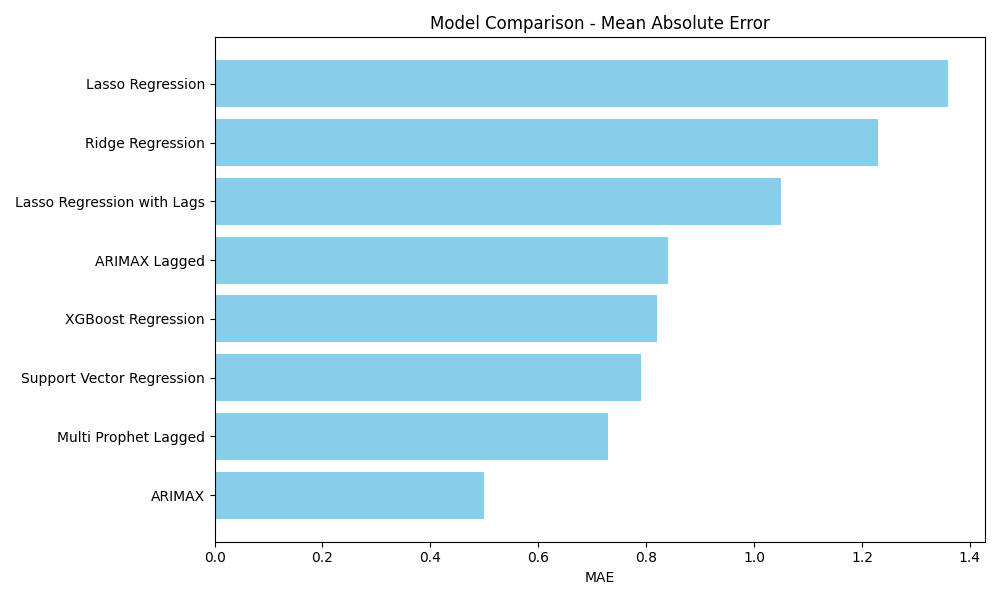 Model Comparison - Mean Absolute Error
Lasso Regression
Ridge Regression
Lasso Regression with Lags
ARIMAX Lagged
XGBoost Regression
Support Vector Regression
Multi Prophet Lagged
ARIMAX
0.0 0.2 0.4 0.6 0.8 1.0 1.2 1.4
MAE